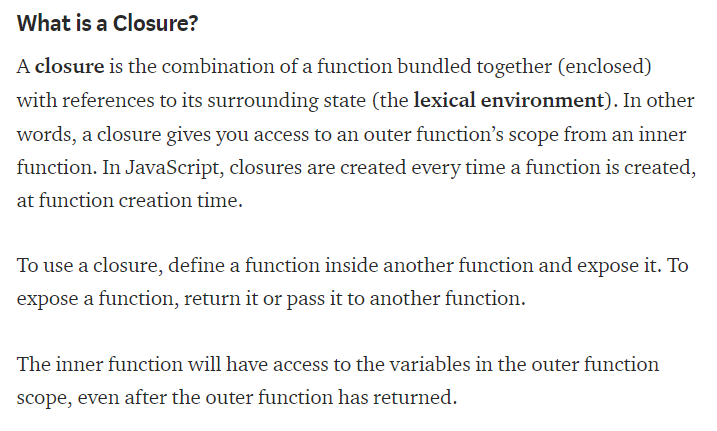 What is a Closure?
A closure is the combination of a function bundled together (enclosed)
with references to its surrounding state (the lexical environment). In other
words, a closure gives you access to an outer function’s scope from an inner
function. In JavaScript, closures are created every time a function is created,
at function creation time.
To use a closure, define a function inside another function and expose it. To
expose a function, return it or pass it to another function.
The inner function will have access to the variables in the outer function
scope, even after the outer function has returned.